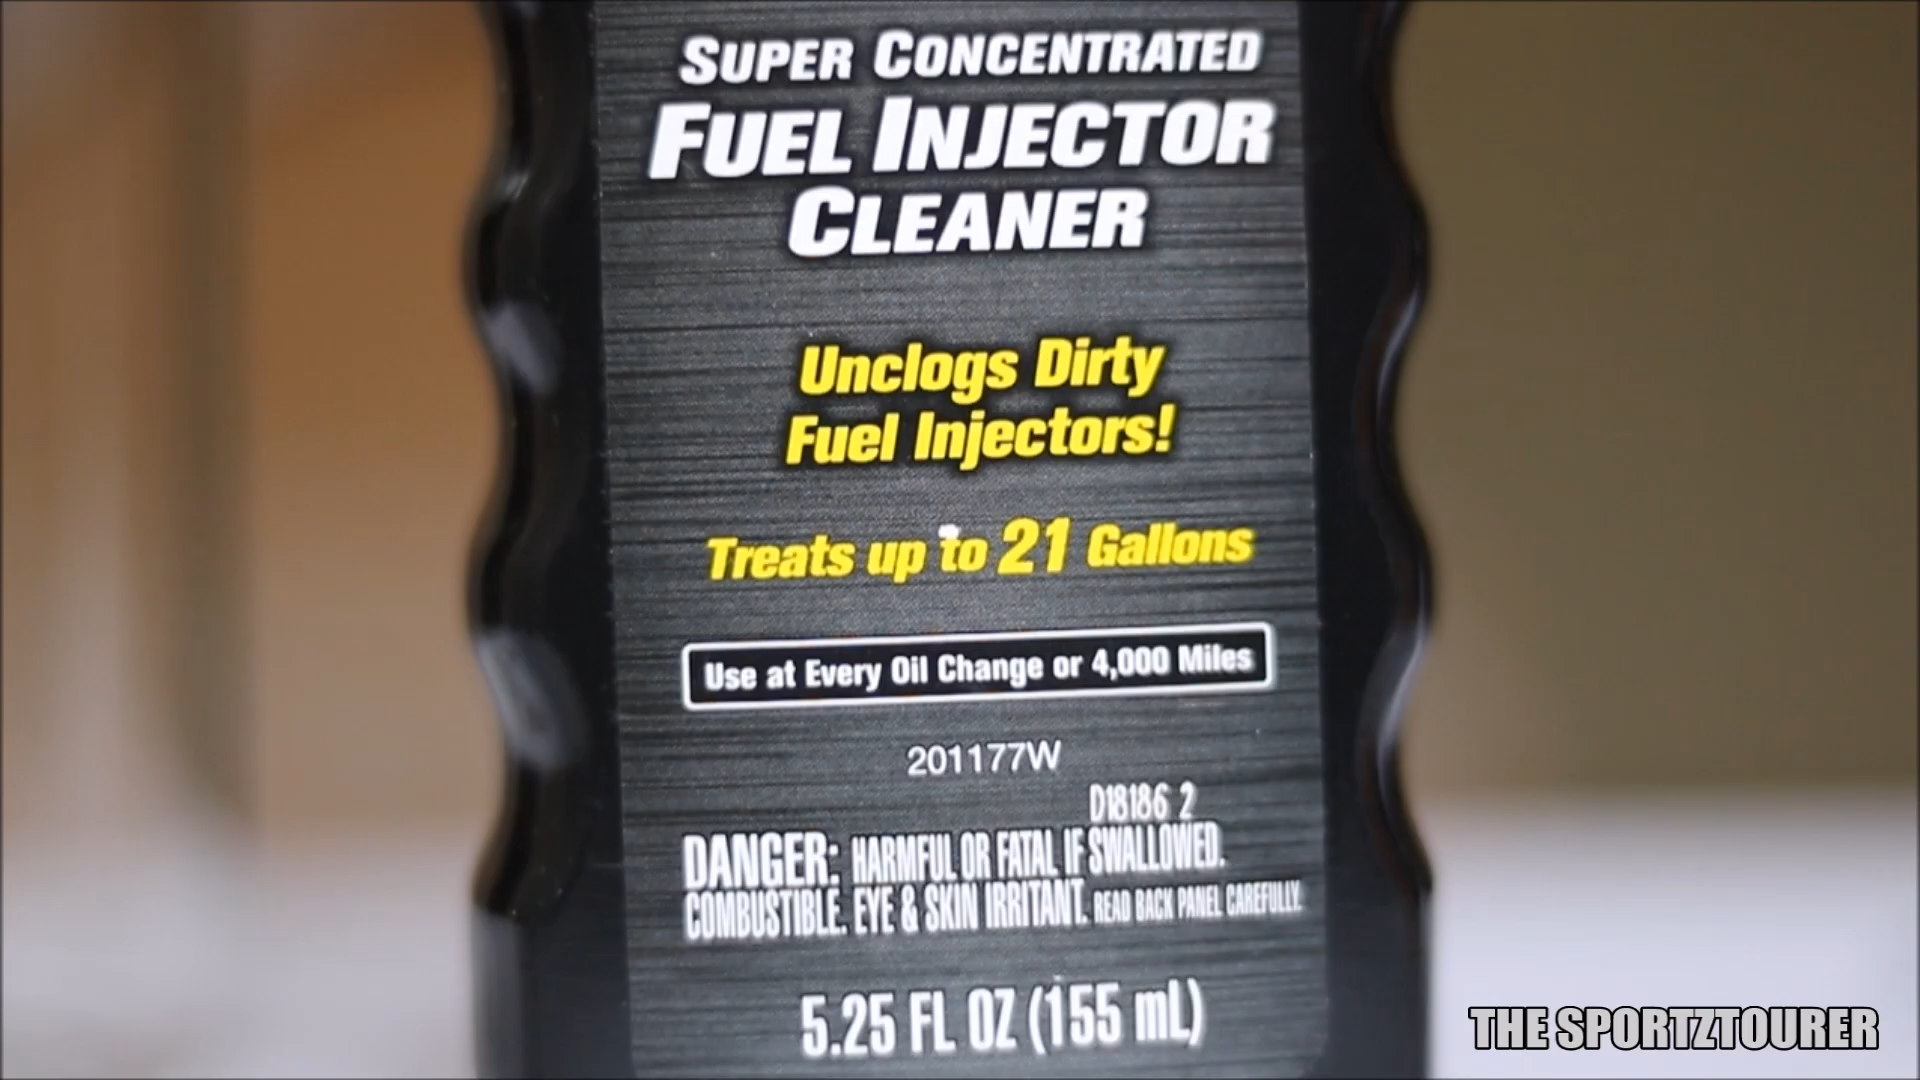 SUPER CONCENTRATED
FUEL INJECTOR
CLEANER
Unclogs Dirty
Fuel Injectors!
Treats up to 21 Gallons
Use at Every Oil Change or 4,000 Miles
201177W
D18186 2
DANGER: HARMFUL OR FATAL IF SWALLOWED.
COMBUSTIBLE. EYE & SKIN IRRITANT. READ BACK PANEL CAREFULLY.
5.25 FL OZ (155 mL)
THE SPORTZTOURER